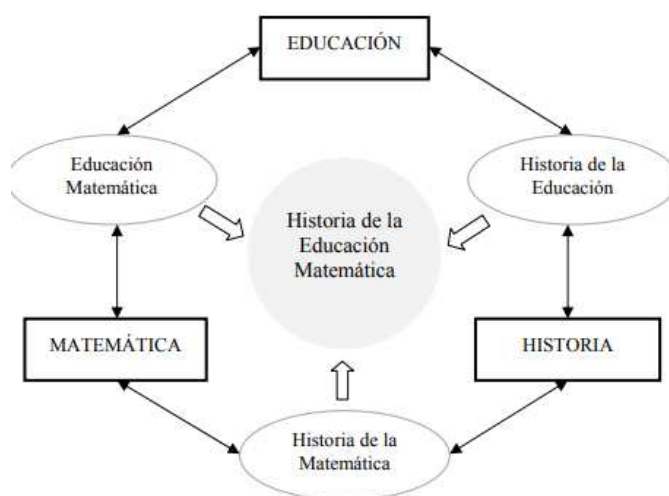 EDUCACIÓN
Educación
Matemática
Historia de la
Educación
Historia de la
Educación
Matemática
MATEMÁTICA
HISTORIA
Historia de la
Matemática